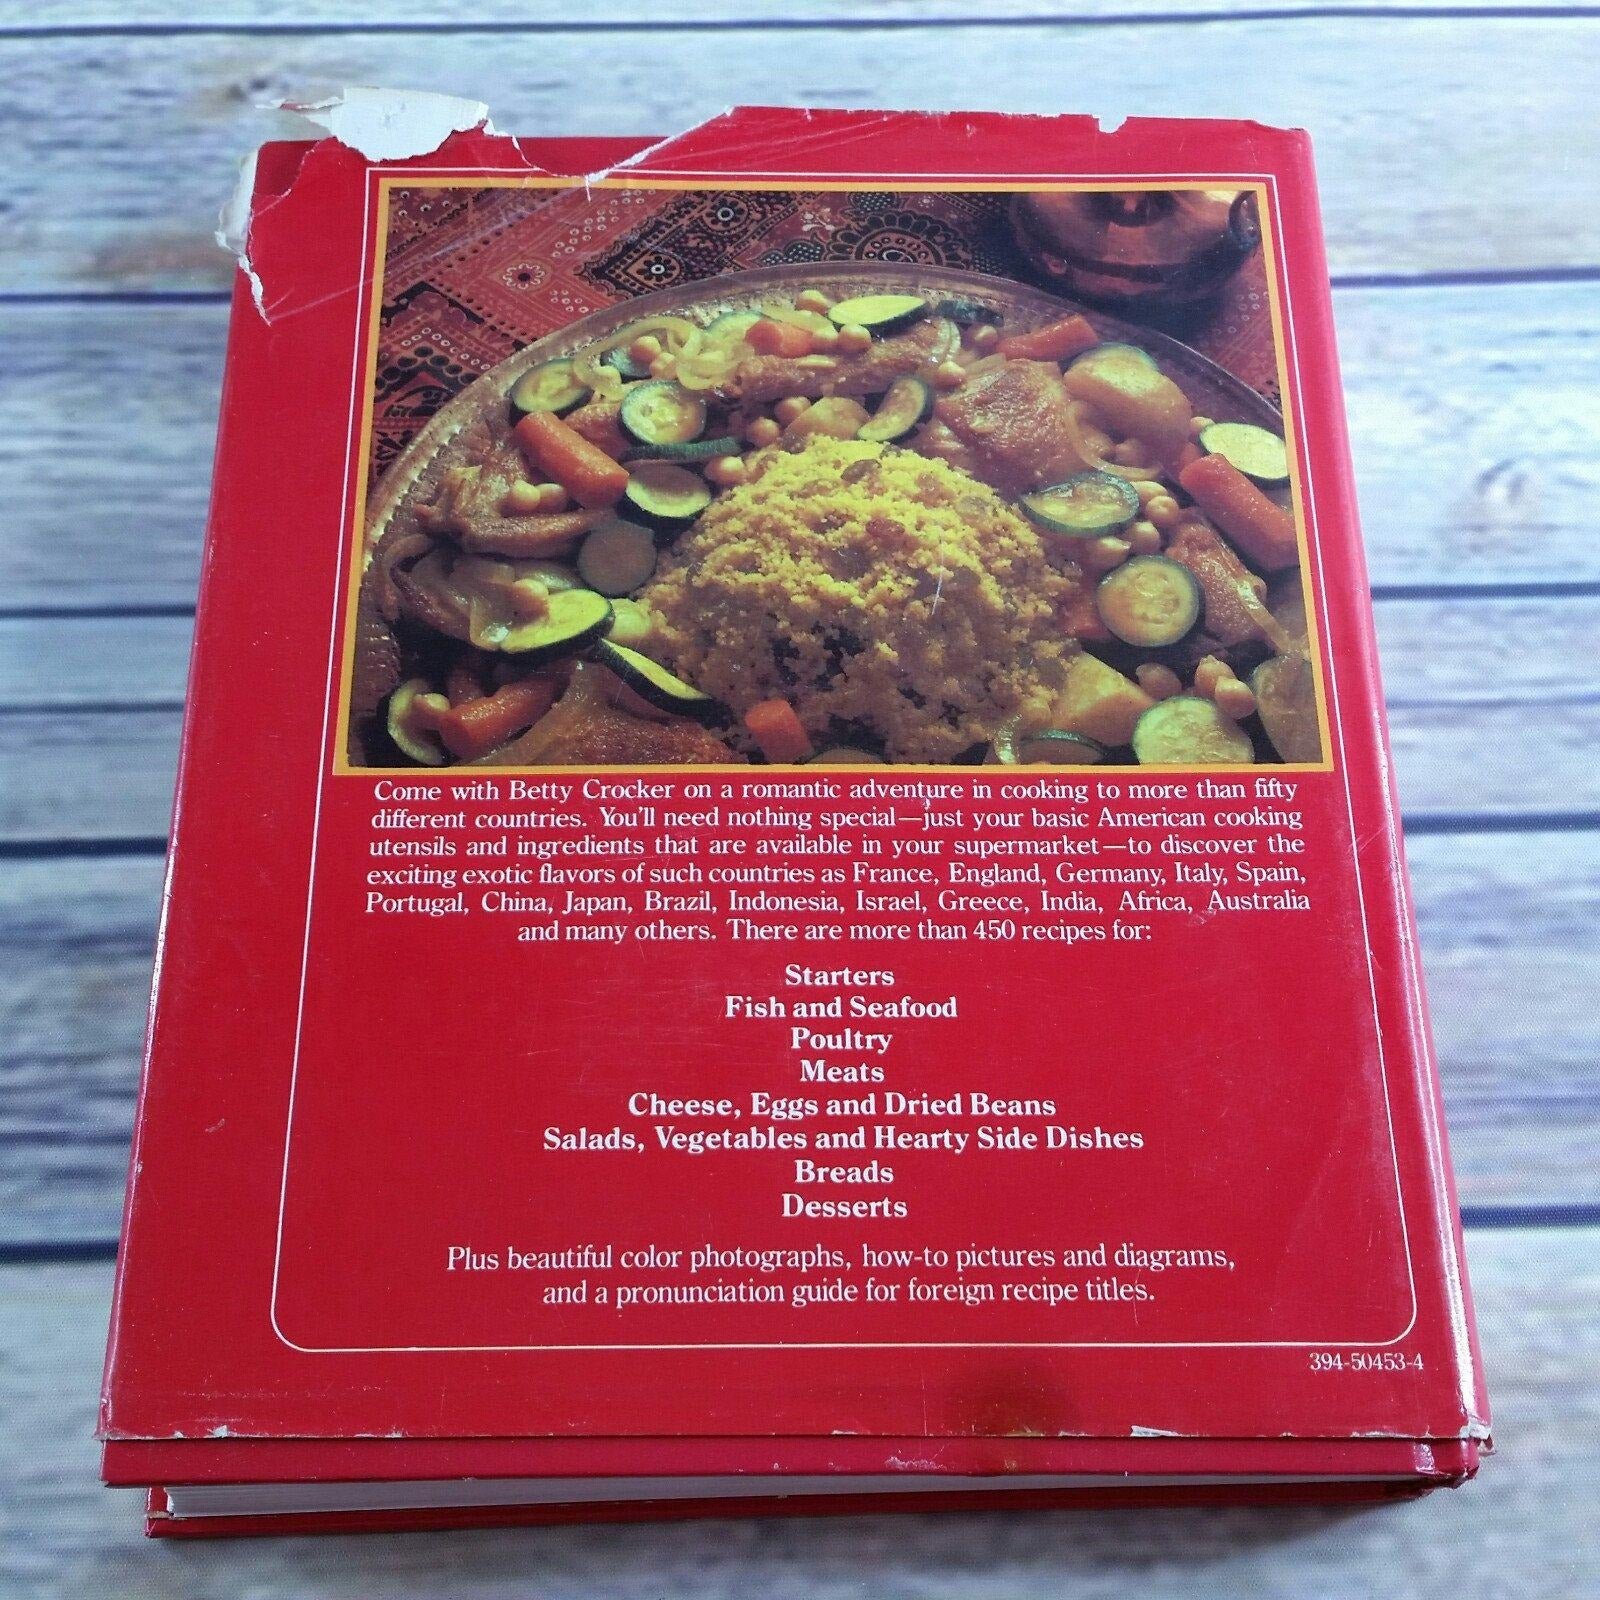 Come with Betty Crocker on a romantic adventure in cooking to more than fifty
different countries. You'll need nothing special—just your basic American cooking
utensils and ingredients that are available in your supermarket—to discover the
exciting exotic flavors of such countries as France, England, Germany, Italy, Spain,
Portugal, China, Japan, Brazil, Indonesia, Israel, Greece, India, Africa, Australia
and many others. There are more than 450 recipes for:
Starters
Fish and Seafood
Poultry
Meats
Cheese, Eggs and Dried Beans
Salads, Vegetables and Hearty Side Dishes
Breads
Desserts
Plus beautiful color photographs, how-to pictures and diagrams,
and a pronunciation guide for foreign recipe titles.
394-50453-4